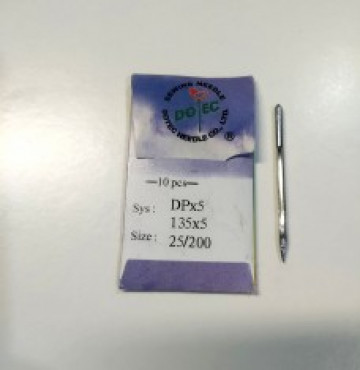 SEWING NEEDLE
DOTEC
DOTEC NEEDLE CO., LTD.
®
—10 pcs—
Sys: DPx5
135x5
Size: 25/200